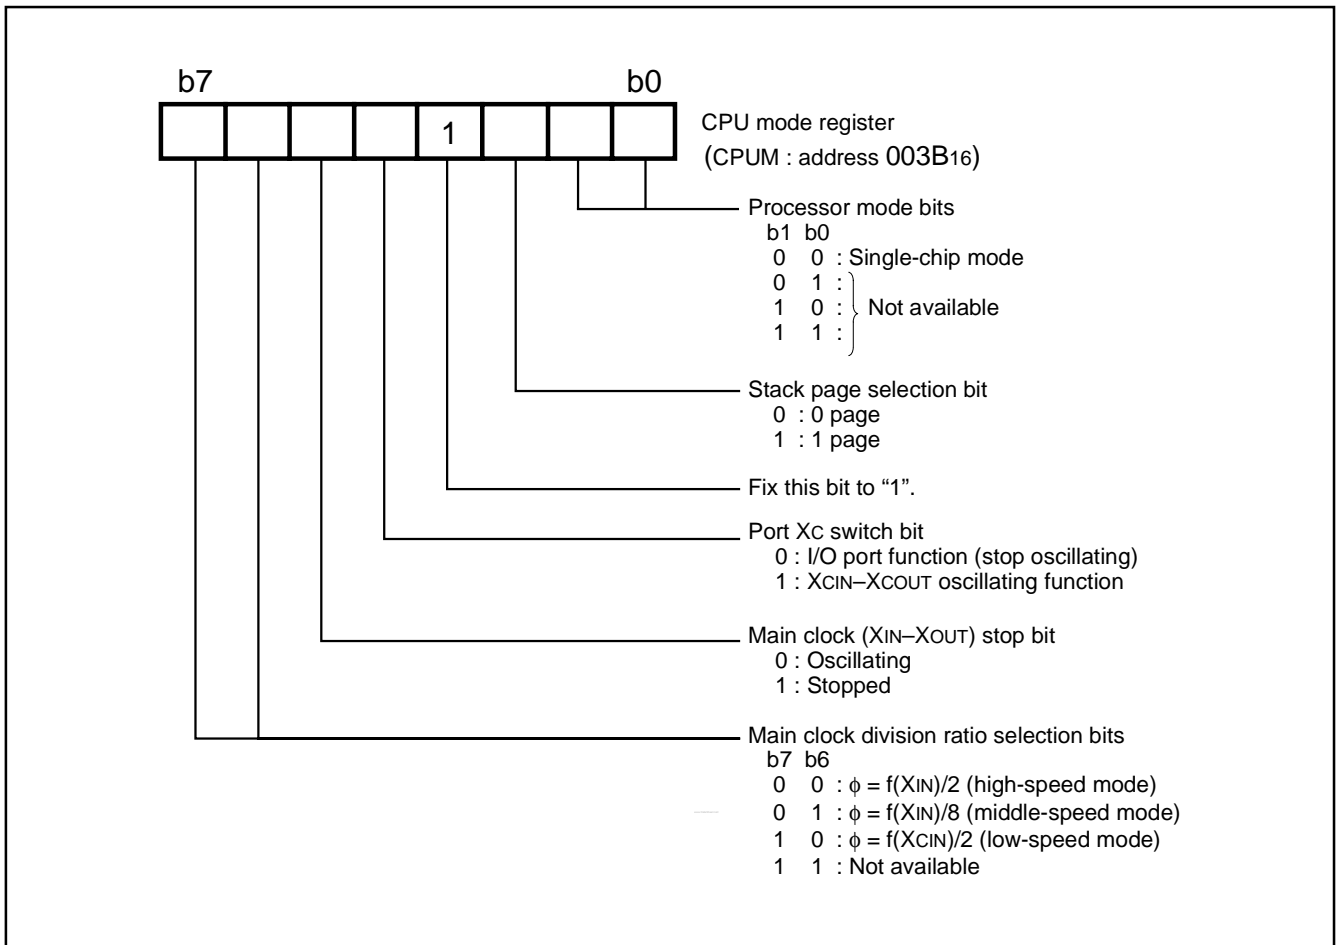 b7 b0
1
CPU mode register
(CPUM : address 003B16)
Processor mode bits
b1 b0
0 0 : Single-chip mode
0 1 :
1 0 : Not available
1 1 :
Stack page selection bit
0 : 0 page
1 : 1 page
Fix this bit to “1”.
Port XC switch bit
0 : I/O port function (stop oscillating)
1 : XCIN–XCOUT oscillating function
Main clock (XIN–XOUT) stop bit
0 : Oscillating
1 : Stopped
Main clock division ratio selection bits
b7 b6
0 0 : ϕ = f(XIN)/2 (high-speed mode)
0 1 : ϕ = f(XIN)/8 (middle-speed mode)
1 0 : ϕ = f(XCIN)/2 (low-speed mode)
1 1 : Not available